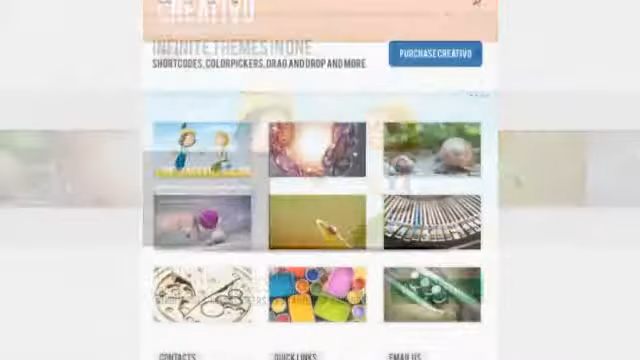 CREATIVO
INFINITE THEMES IN ONE
SHORTCODES, COLORPICKERS, DRAG AND DROP AND MORE
PURCHASE CREATIVO
CONTACTS
QUICK LINKS
EMAIL US